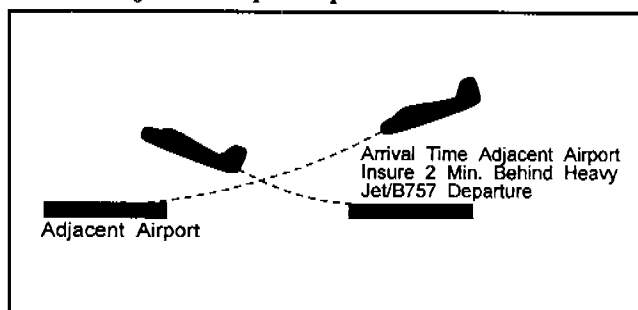 Arrival Time Adjacent Airport
Insure 2 Min. Behind Heavy
Jet/B757 Departure
Adjacent Airport